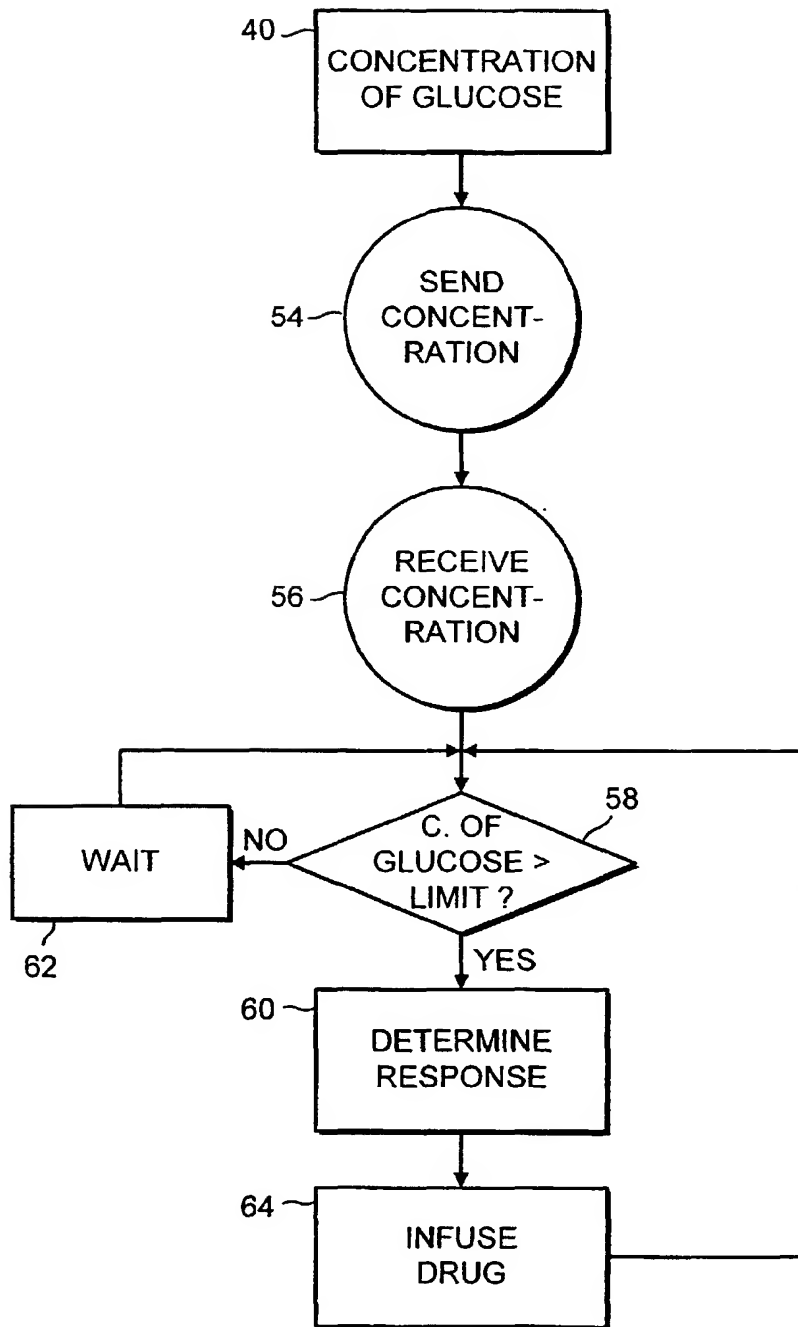 40
CONCENTRATION
OF GLUCOSE
54
SEND
CONCENT-
RATION
56
RECEIVE
CONCENT-
RATION
58
C. OF
GLUCOSE >
LIMIT ?
NO
WAIT
62
YES
60
DETERMINE
RESPONSE
64
INFUSE
DRUG